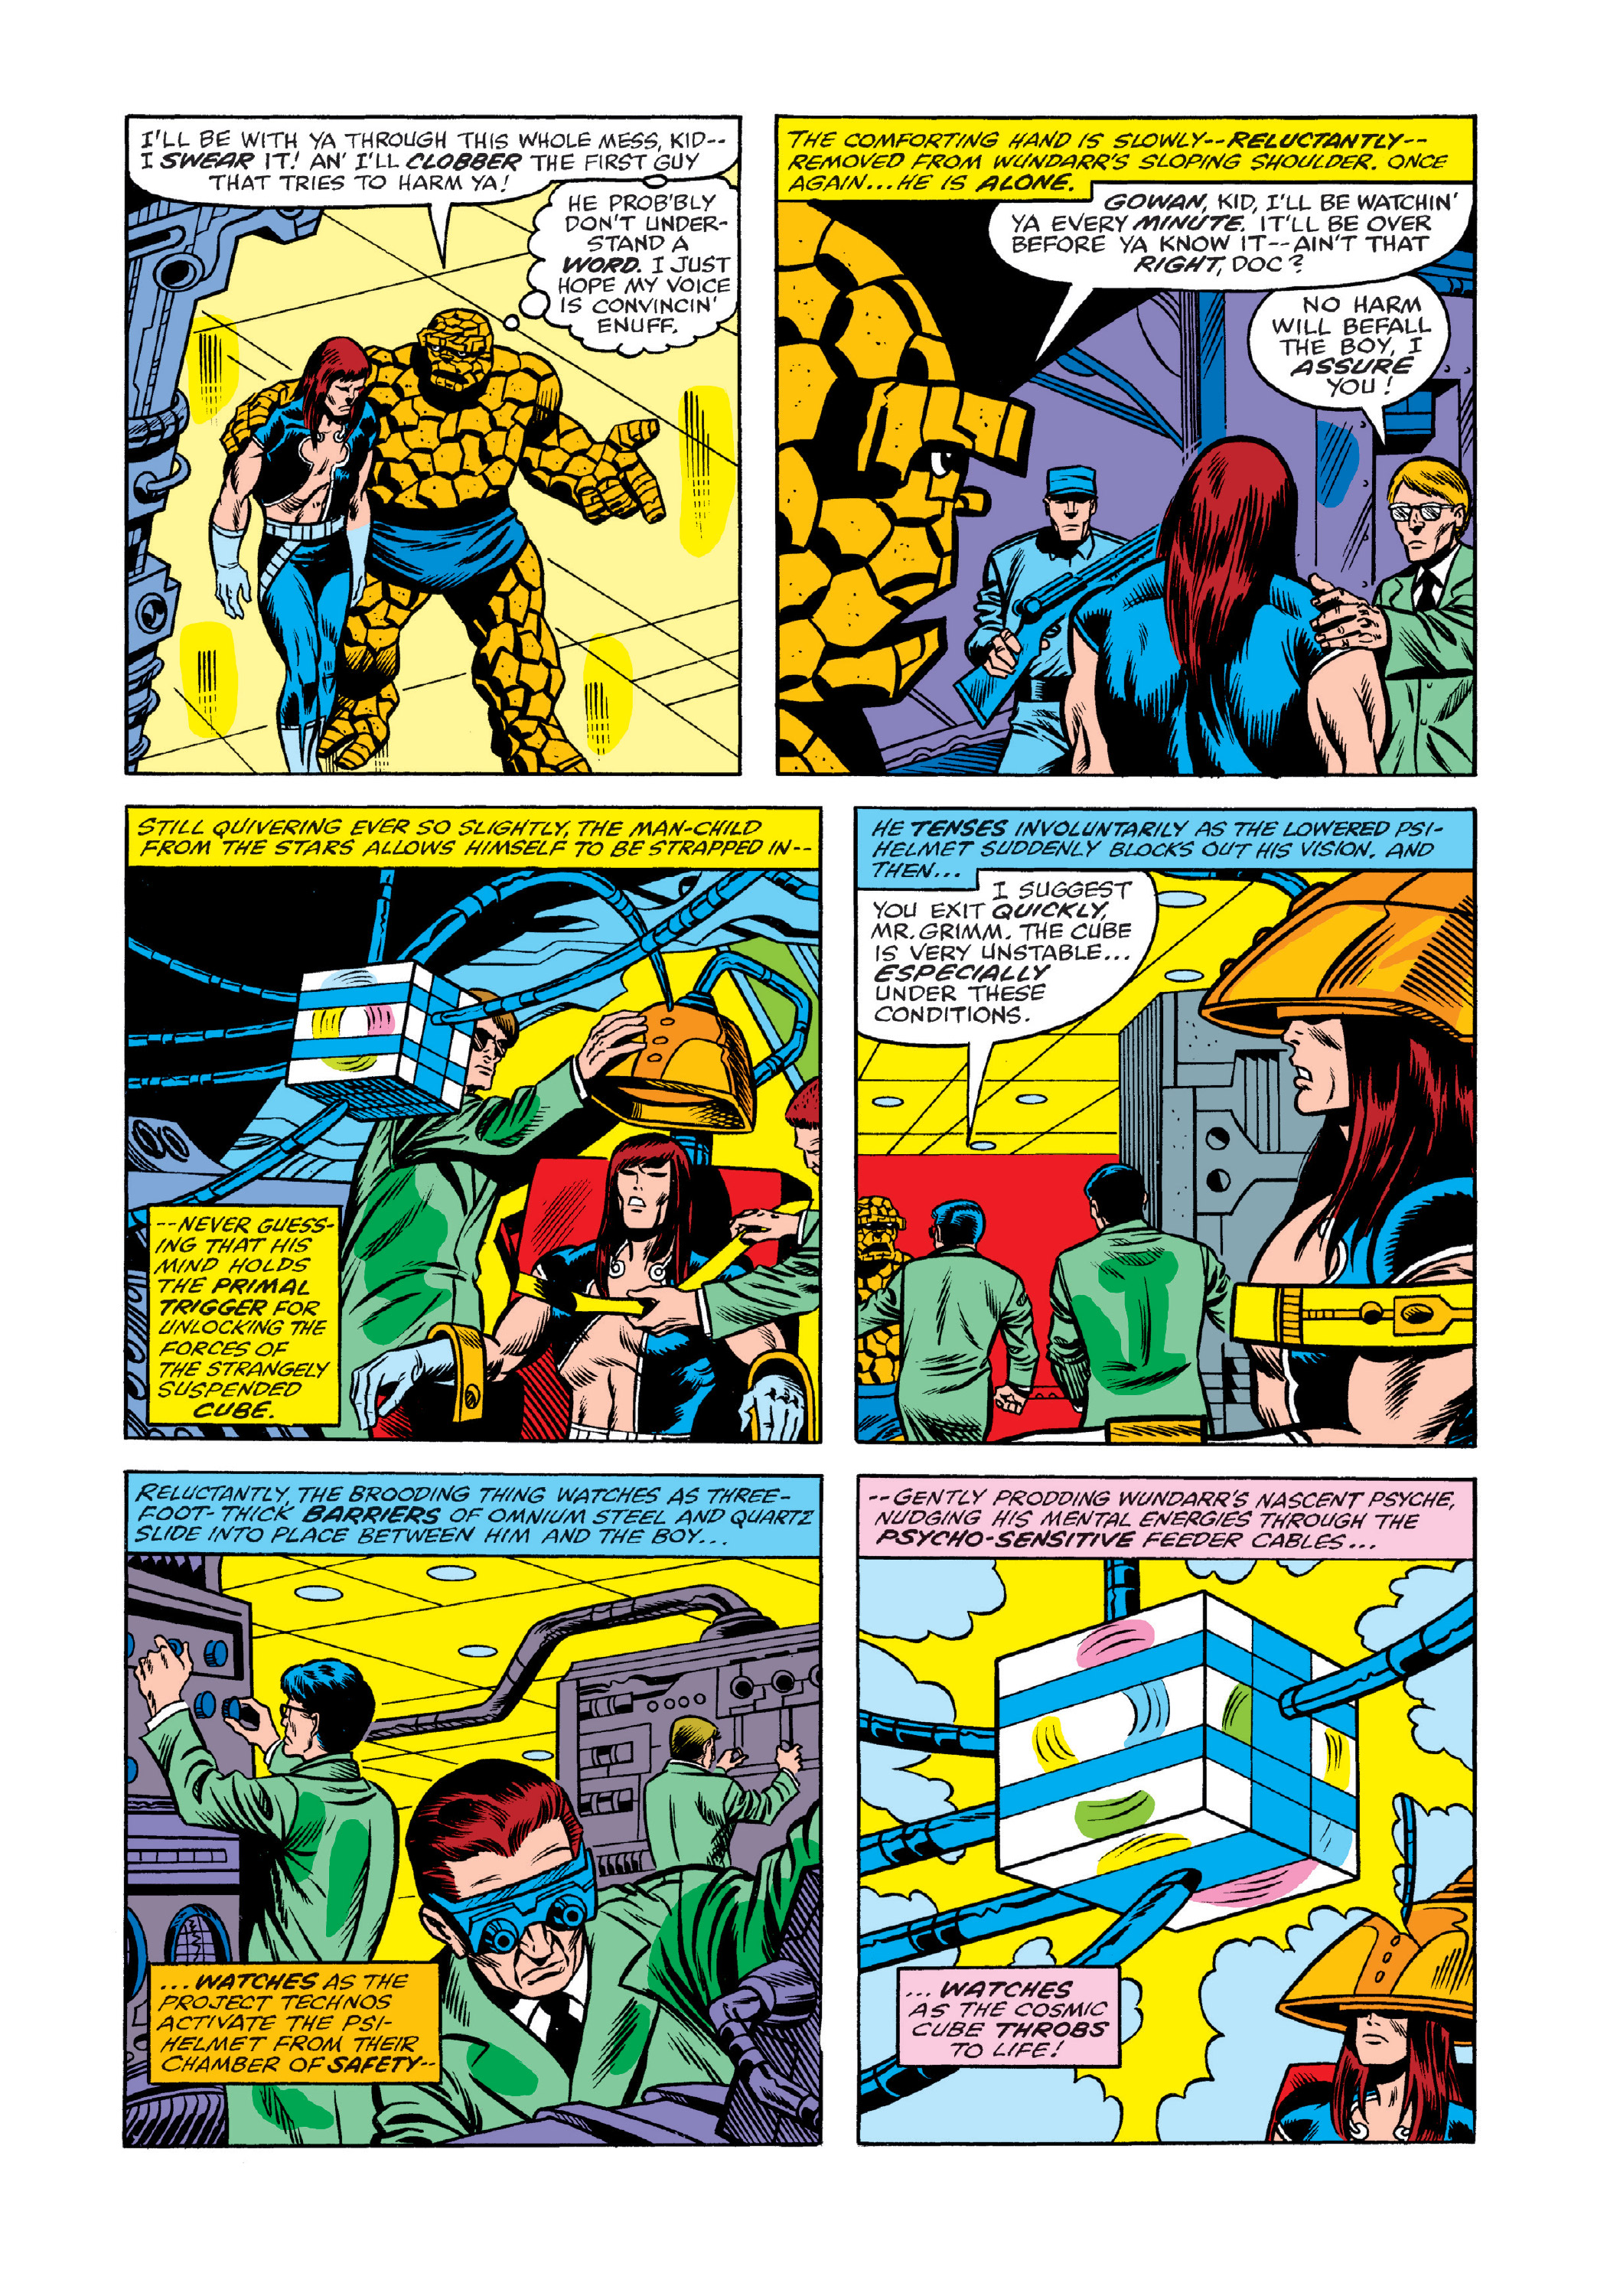 I'LL BE WITH YA THROUGH THIS WHOLE MESS, KID--
I SWEAR IT! AN' I'LL CLOBBER THE FIRST GUY
THAT TRIES TO HARM YA!
HE PROB'BLY
DON'T UNDER-
STAND A
WORD. I JUST
HOPE MY VOICE
IS CONVINCIN'
ENUFF.
THE COMFORTING HAND IS SLOWLY--RELUCTANTLY--
REMOVED FROM WUNDARR'S SLOPING SHOULDER. ONCE
AGAIN...HE IS ALONE.
GOWAN, KID, I'LL BE WATCHIN'
YA EVERY MINUTE. IT'LL BE OVER
BEFORE YA KNOW IT--AIN'T THAT
RIGHT, DOC?
NO HARM
WILL BEFALL
THE BOY, I
ASSURE
YOU!
STILL QUIVERING EVER SO SLIGHTLY, THE MAN-CHILD
FROM THE STARS ALLOWS HIMSELF TO BE STRAPPED IN--
--NEVER GUESS-
ING THAT HIS
MIND HOLDS
THE PRIMAL
TRIGGER FOR
UNLOCKING THE
FORCES OF
THE STRANGELY
SUSPENDED
CUBE.
HE TENSES INVOLUNTARILY AS THE LOWERED PSI-
HELMET SUDDENLY BLOCKS OUT HIS VISION. AND
THEN...
I SUGGEST
YOU EXIT QUICKLY,
MR. GRIMM. THE CUBE
IS VERY UNSTABLE...
ESPECIALLY
UNDER THESE
CONDITIONS.
RELUCTANTLY, THE BROODING THING WATCHES AS THREE-
FOOT-THICK BARRIERS OF OMNIUM STEEL AND QUARTZ
SLIDE INTO PLACE BETWEEN HIM AND THE BOY...
...WATCHES AS THE
PROJECT TECHNOS
ACTIVATE THE PSI-
HELMET FROM THEIR
CHAMBER OF SAFETY--
--GENTLY PRODDING WUNDARR'S NASCENT PSYCHE,
NUDGING HIS MENTAL ENERGIES THROUGH THE
PSYCHO-SENSITIVE FEEDER CABLES...
...WATCHES
AS THE COSMIC
CUBE THROBS
TO LIFE!